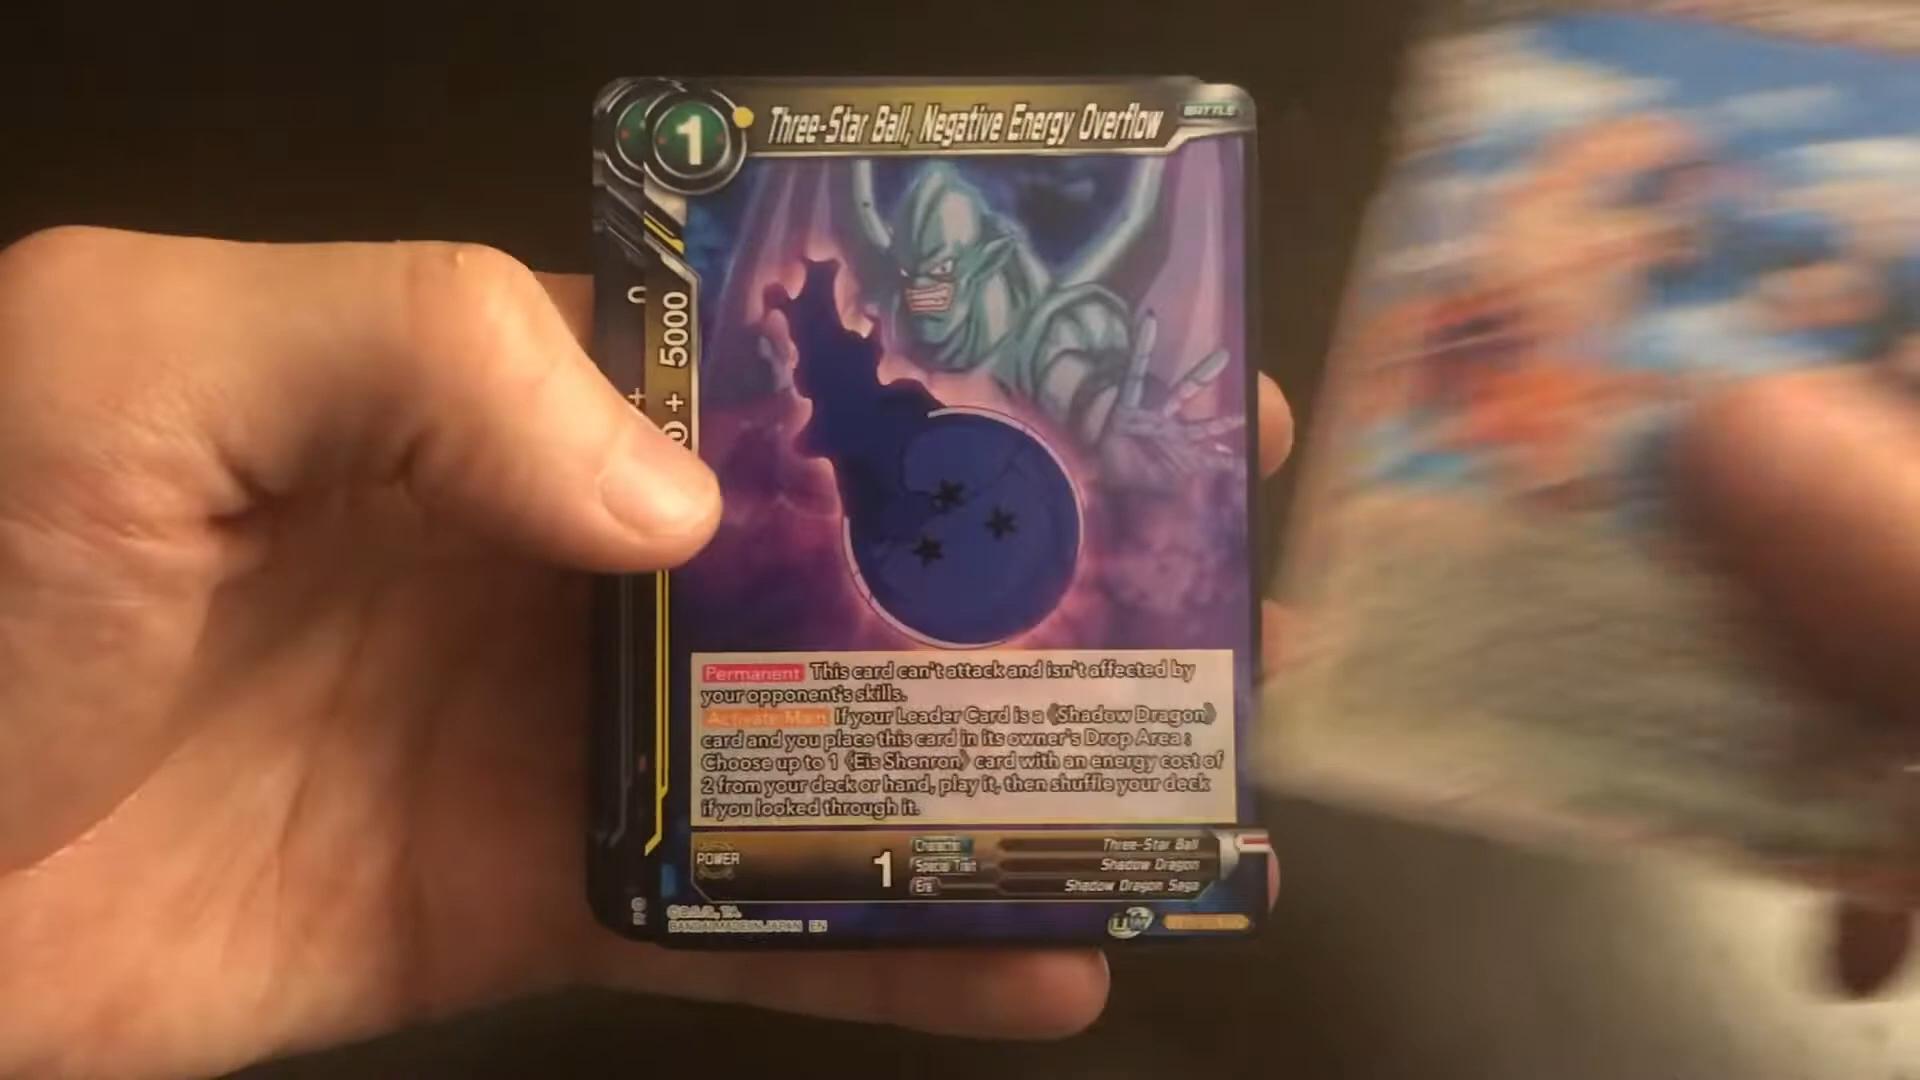 1
Three-Star Ball, Negative Energy Overflow
BATTLE
+ 5000
Permanent This card can't attack and isn't affected by
your opponent's skills.
Activate Main If your Leader Card is a 《Shadow Dragon》
card and you place this card in its owner's Drop Area :
Choose up to 1 〈Eis Shenron〉 card with an energy cost of
2 from your deck or hand, play it, then shuffle your deck
if you looked through it.
POWER
1
Character Three-Star Ball
Special Trait Shadow Dragon
Era Shadow Dragon Saga
BANDAI MADE IN JAPAN EN